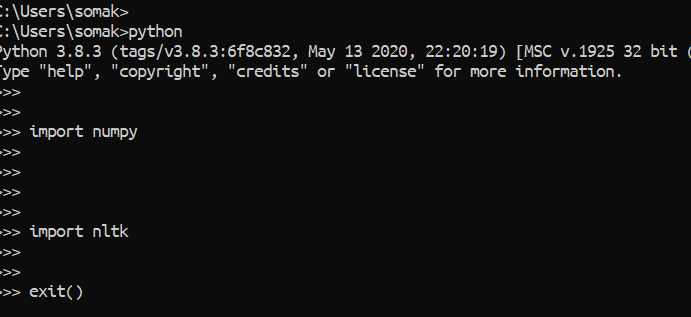 C:\Users\somak>
C:\Users\somak>python
Python 3.8.3 (tags/v3.8.3:6f8c832, May 13 2020, 22:20:19) [MSC v.1925 32 bit (
Type "help", "copyright", "credits" or "license" for more information.
>>>
>>>
>>> import numpy
>>>
>>>
>>>
>>>
>>> import nltk
>>>
>>>
>>> exit()